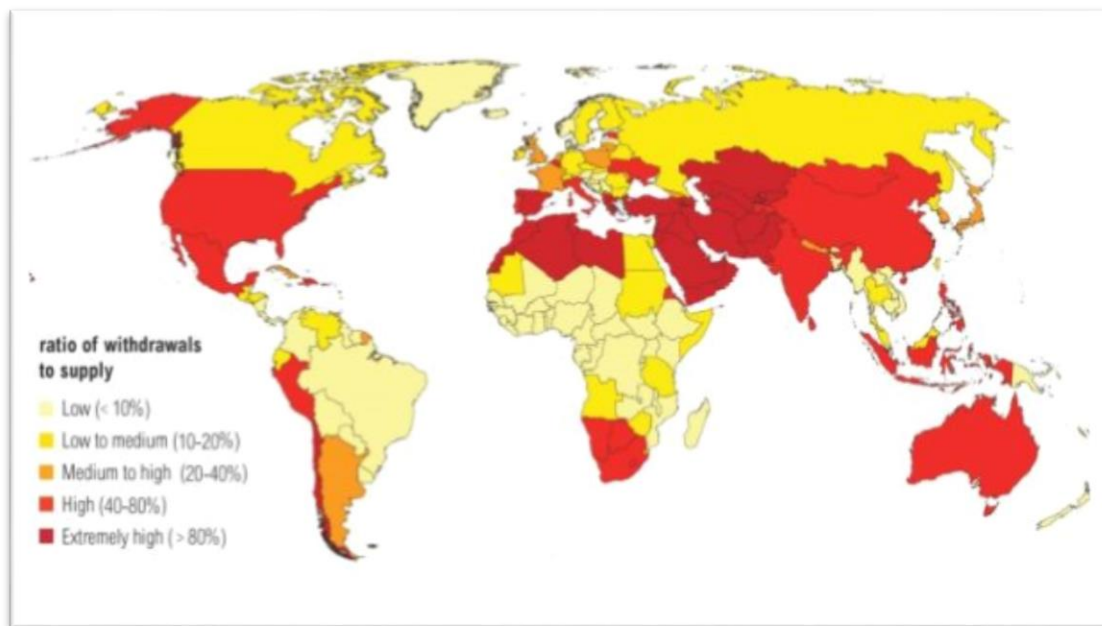 ratio of withdrawals
to supply
Low (< 10%)
Low to medium (10-20%)
Medium to high (20-40%)
High (40-80%)
Extremely high (> 80%)